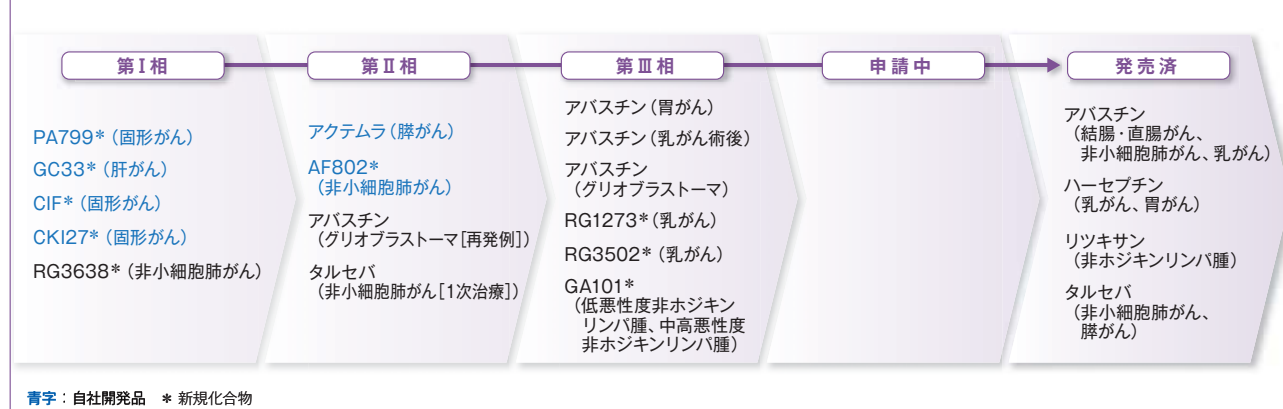 第Ⅰ相
第Ⅱ相
第Ⅲ相
申請中
発売済
PA799*(固形がん)
GC33*(肝がん)
CIF*(固形がん)
CKI27*(固形がん)
RG3638*(非小細胞肺がん)
アクテムラ(膵がん)
AF802*
(非小細胞肺がん)
アバスチン
(グリオブラストーマ[再発例])
タルセバ
(非小細胞肺がん[1次治療])
アバスチン(胃がん)
アバスチン(乳がん術後)
アバスチン
(グリオブラストーマ)
RG1273*(乳がん)
RG3502*(乳がん)
GA101*
(低悪性度非ホジキン
リンパ腫、中高悪性度
非ホジキンリンパ腫)
アバスチン
(結腸・直腸がん、
非小細胞肺がん、乳がん)
ハーセプチン
(乳がん、胃がん)
リツキサン
(非ホジキンリンパ腫)
タルセバ
(非小細胞肺がん、
膵がん)
青字:自社開発品 *新規化合物